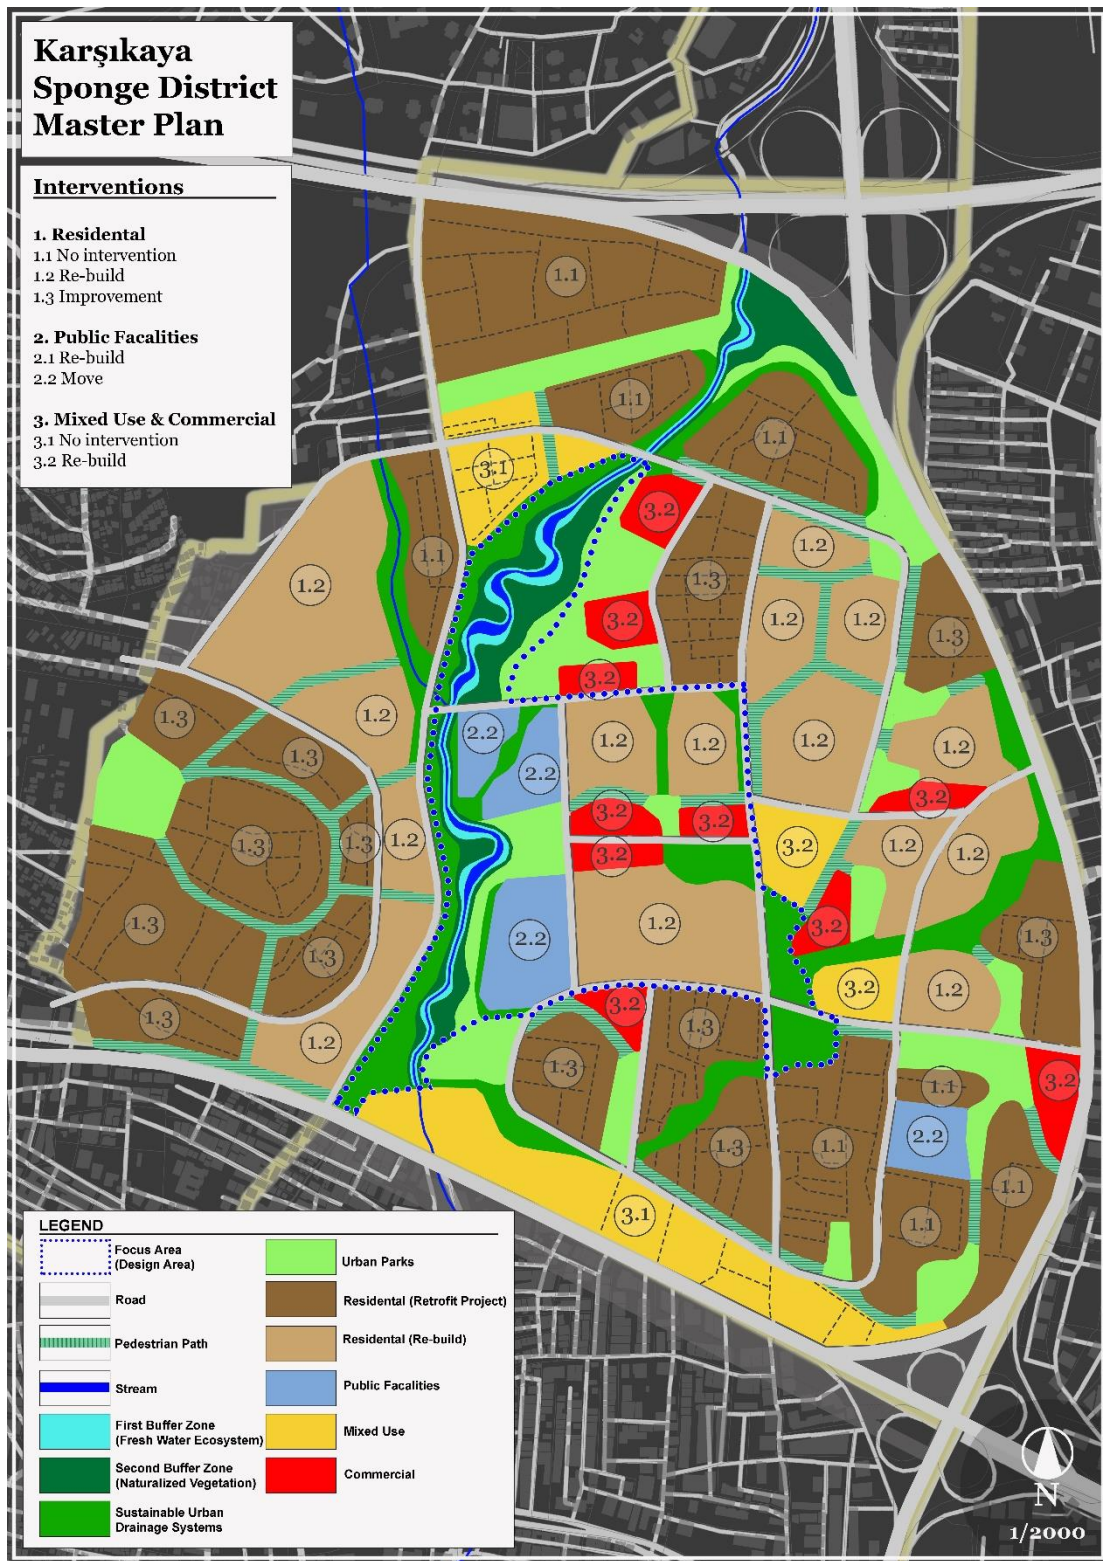 Karşıkaya
Sponge District
Master Plan
Interventions
1. Residental
1.1 No intervention
1.2 Re-build
1.3 Improvement
2. Public Facalities
2.1 Re-build
2.2 Move
3. Mixed Use & Commercial
3.1 No intervention
3.2 Re-build
1.1
1.1
1.1
3.1
3.2
1.2
1.1
1.2
1.3
1.2
1.2
3.2
1.3
3.2
1.3
1.2
2.2
1.2
1.2
1.2
1.2
1.3
2.2
3.2
3.2
3.2
1.3
1.3
1.2
3.2
3.2
1.2
1.2
1.3
2.2
1.2
3.2
1.3
1.3
3.2
1.2
1.3
3.2
1.3
1.2
1.3
3.2
1.1
2.2
1.3
1.1
1.1
3.1
1.1
LEGEND
Focus Area
(Design Area)
Road
Pedestrian Path
Stream
First Buffer Zone
(Fresh Water Ecosystem)
Second Buffer Zone
(Naturalized Vegetation)
Sustainable Urban
Drainage Systems
Urban Parks
Residental (Retrofit Project)
Residental (Re-build)
Public Facalities
Mixed Use
Commercial
N
1/2000